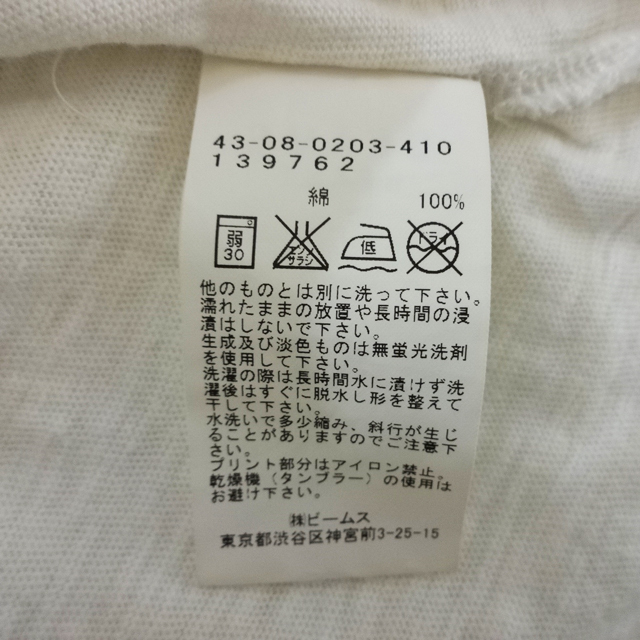 43-08-0203-410
139762
綿 100%
弱 30 エンソ サラシ 低 ドライ
他のものとは別に洗って下さい。
濡れたままの放置や長時間の浸
漬はしないで下さい。
生成及び淡色ものは無蛍光洗剤
を使用して下さい。
洗濯の際は長時間水に漬けず洗
濯後はすぐに脱水し形を整えて
干して下さい。
水洗いで多少縮み、斜行が生じ
ることがありますのでご注意下
さい。
プリント部分はアイロン禁止。
乾燥機（タンブラー）の使用は
お避け下さい。
㈱ビームス
東京都渋谷区神宮前3-25-15